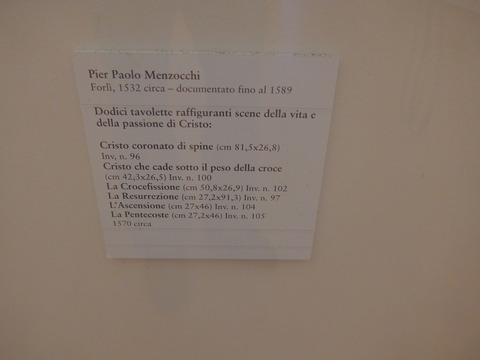 Pier Paolo Menzocchi
Forlì, 1532 circa – documentato fino al 1589
Dodici tavolette raffiguranti scene della vita e
della passione di Cristo:
Cristo coronato di spine (cm 81,5x26,8)
Inv, n. 96
Cristo che cade sotto il peso della croce
(cm 42,3x26,5) Inv. n. 100
La Crocefissione (cm 50,8x26,9) Inv. n. 102
La Resurrezione (cm 27,2x91,3) Inv. n. 97
L'Ascensione (cm 27x46) Inv. n. 104
La Pentecoste (cm 27,2x46) Inv. n. 105
1570 circa